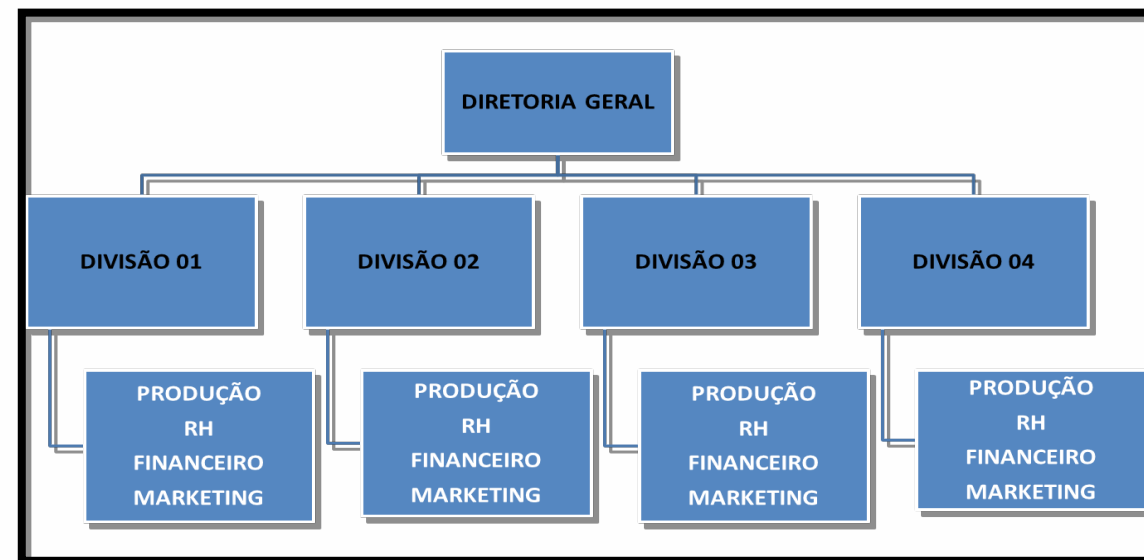 DIRETORIA GERAL
DIVISÃO 01
DIVISÃO 02
DIVISÃO 03
DIVISÃO 04
PRODUÇÃO
RH
FINANCEIRO
MARKETING
PRODUÇÃO
RH
FINANCEIRO
MARKETING
PRODUÇÃO
RH
FINANCEIRO
MARKETING
PRODUÇÃO
RH
FINANCEIRO
MARKETING